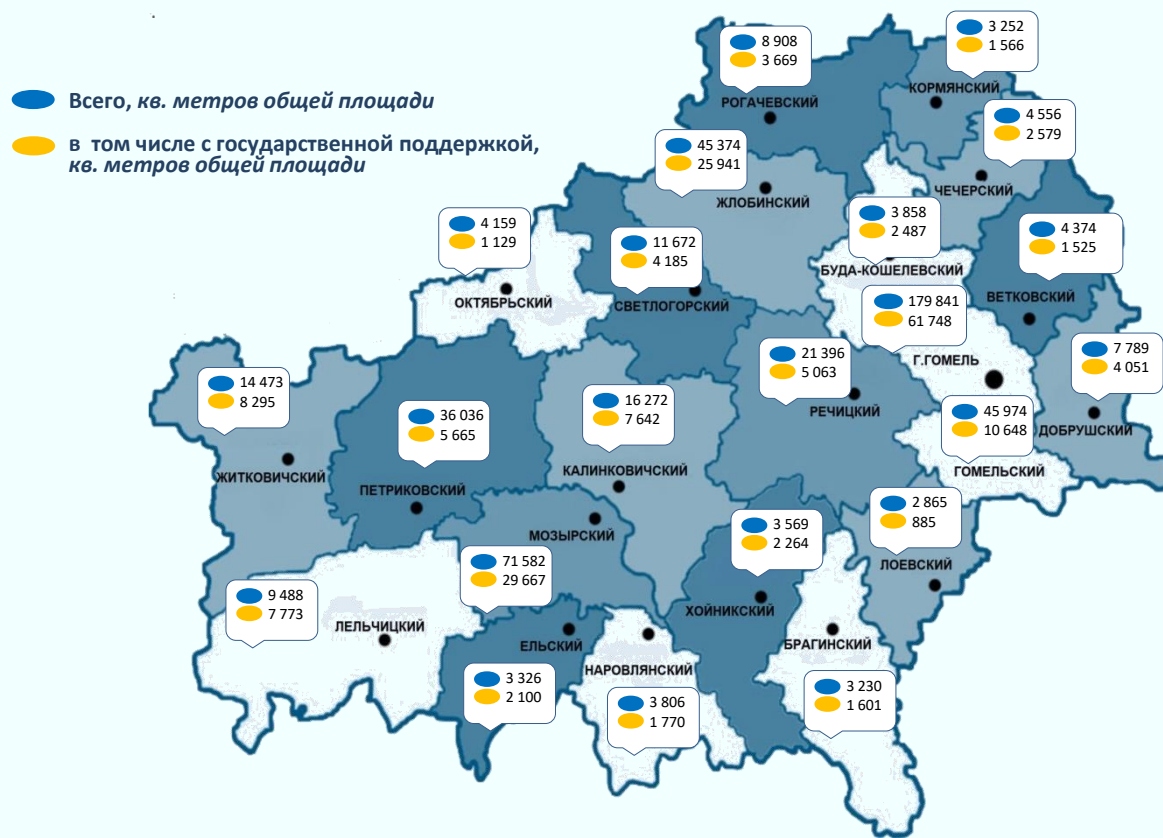 Всего, кв. метров общей площади
в том числе с государственной поддержкой,
кв. метров общей площади
8 908
3 669
РОГАЧЕВСКИЙ
3 252
1 566
КОРМЯНСКИЙ
4 556
2 579
ЧЕЧЕРСКИЙ
45 374
25 941
ЖЛОБИНСКИЙ
3 858
2 487
БУДА-КОШЕЛЕВСКИЙ
4 374
1 525
ВЕТКОВСКИЙ
4 159
1 129
ОКТЯБРЬСКИЙ
11 672
4 185
СВЕТЛОГОРСКИЙ
179 841
61 748
Г.ГОМЕЛЬ
7 789
4 051
ДОБРУШСКИЙ
21 396
5 063
РЕЧИЦКИЙ
14 473
8 295
ЖИТКОВИЧСКИЙ
36 036
5 665
ПЕТРИКОВСКИЙ
16 272
7 642
КАЛИНКОВИЧСКИЙ
45 974
10 648
ГОМЕЛЬСКИЙ
2 865
885
ЛОЕВСКИЙ
МОЗЫРСКИЙ
71 582
29 667
3 569
2 264
ХОЙНИКСКИЙ
9 488
7 773
ЛЕЛЬЧИЦКИЙ
ЕЛЬСКИЙ
3 326
2 100
НАРОВЛЯНСКИЙ
3 806
1 770
БРАГИНСКИЙ
3 230
1 601